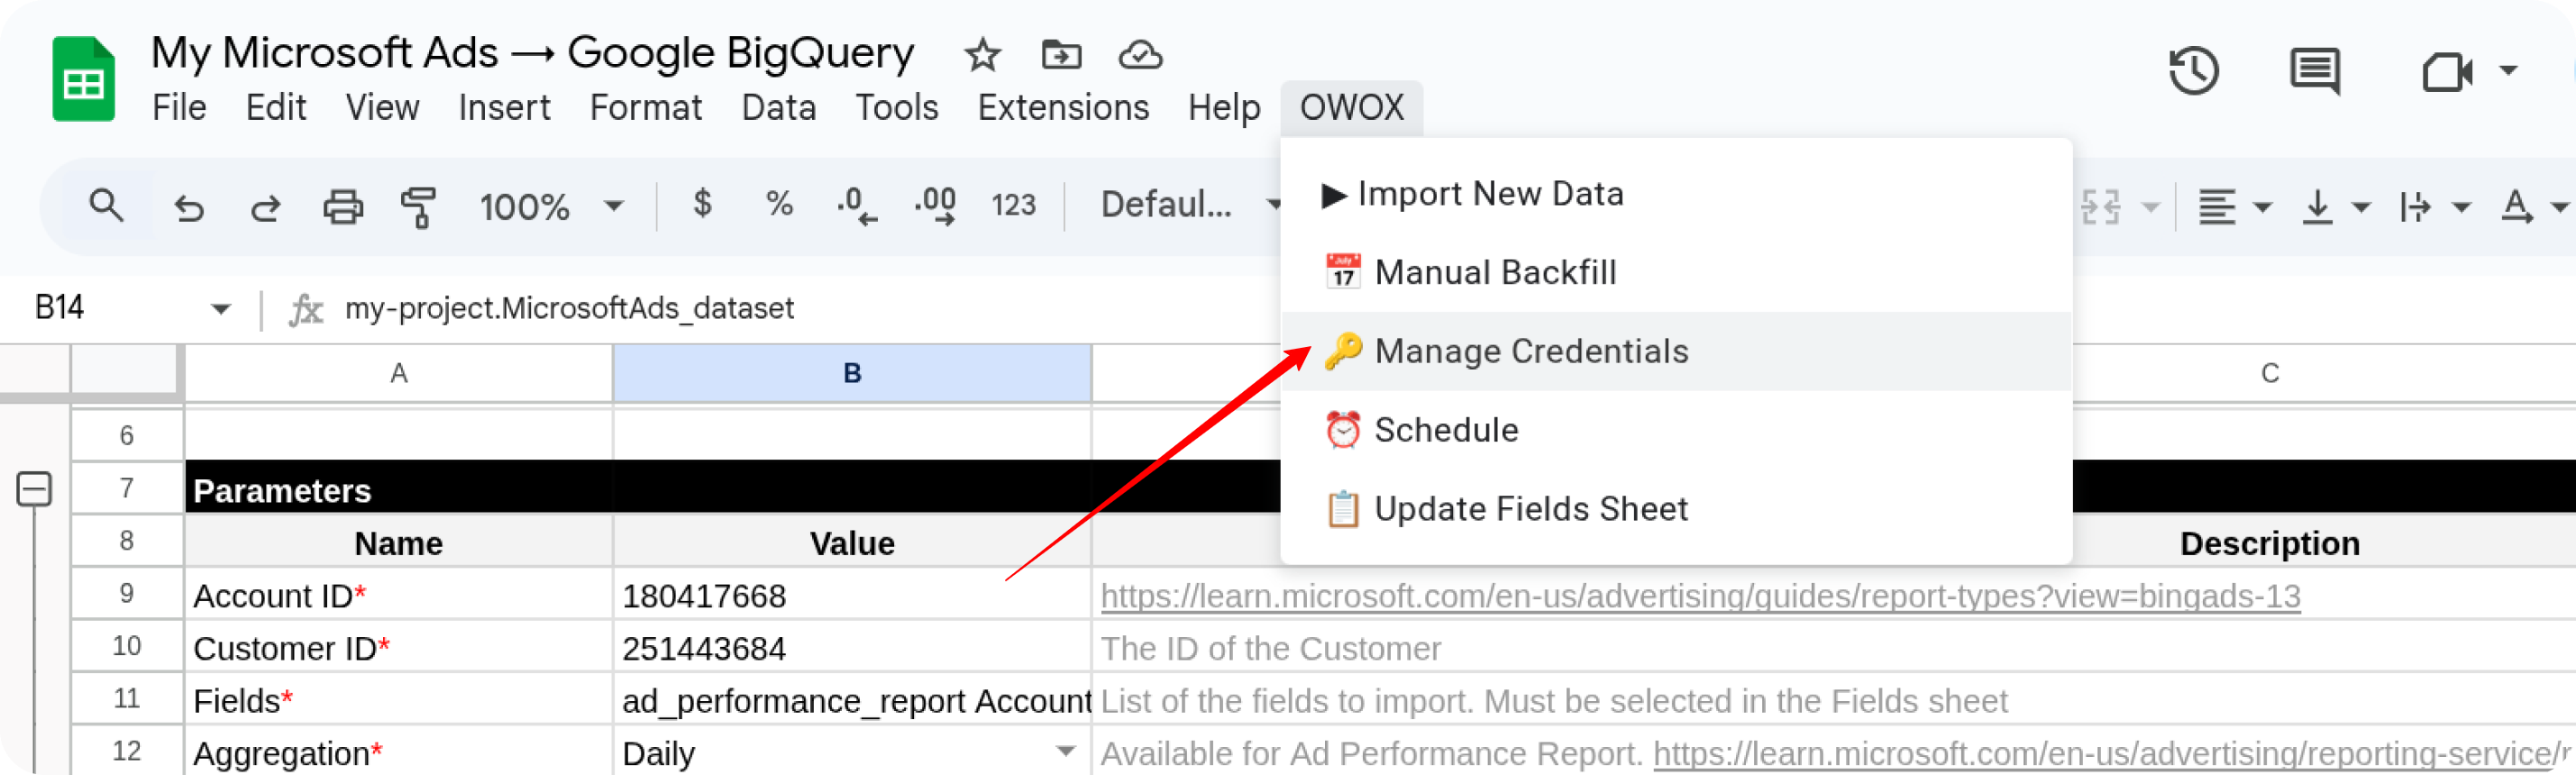 My Microsoft Ads → Google BigQuery
File Edit View Insert Format Data Tools Extensions Help OWOX
100% $ % .0 .00 123 Defaul...
▶ Import New Data
July 17 Manual Backfill
Manage Credentials
Schedule
Update Fields Sheet
B14 fx my-project.MicrosoftAds_dataset
A B C
6
7 Parameters
8 Name Value Description
9 Account ID* 180417668 https://learn.microsoft.com/en-us/advertising/guides/report-types?view=bingads-13
10 Customer ID* 251443684 The ID of the Customer
11 Fields* ad_performance_report Account List of the fields to import. Must be selected in the Fields sheet
12 Aggregation* Daily Available for Ad Performance Report. https://learn.microsoft.com/en-us/advertising/reporting-service/r